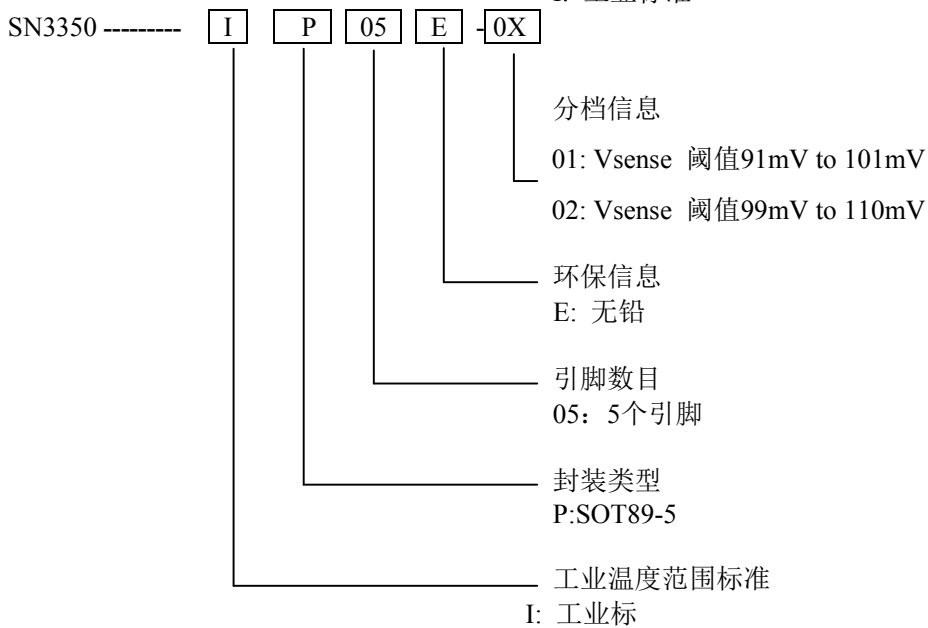 SN3350 --------- I P 05 E -0X
分档信息
01: Vsense 阈值91mV to 101mV
02: Vsense 阈值99mV to 110mV
环保信息
E: 无铅
引脚数目
05：5个引脚
封装类型
P:SOT89-5
工业温度范围标准
I: 工业标